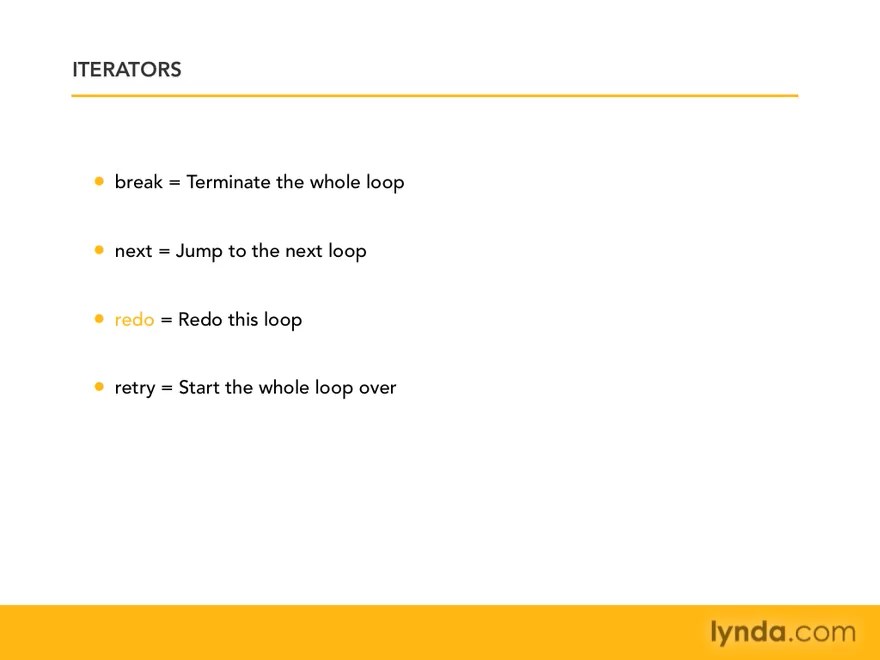 ITERATORS
break = Terminate the whole loop
next = Jump to the next loop
redo = Redo this loop
retry = Start the whole loop over
lynda.com